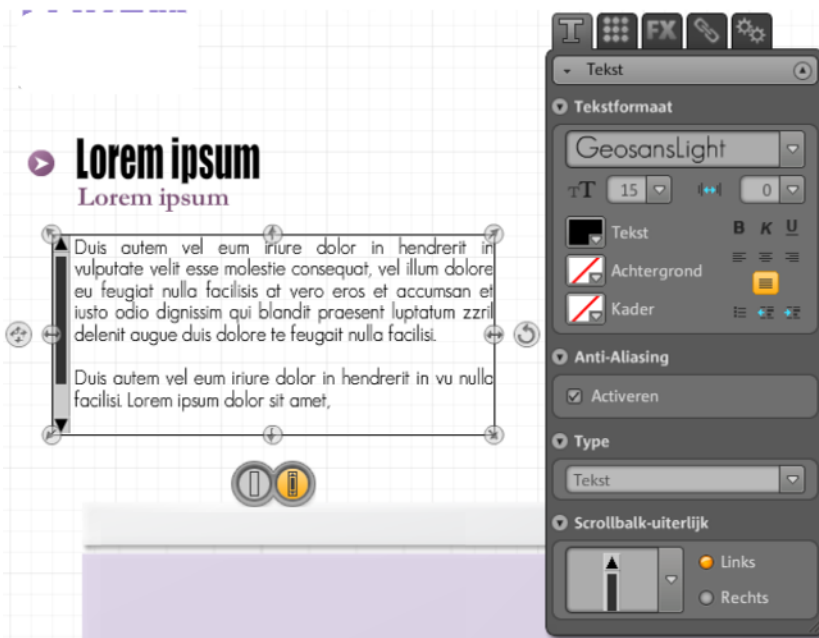 Lorem ipsum
Lorem ipsum
Duis autem vel eum iriure dolor in hendrerit in
vulputate velit esse molestie consequat, vel illum dolore
eu feugiat nulla facilisis at vero eros et accumsan et
iusto odio dignissim qui blandit praesent luptatum zzril
delenit augue duis dolore te feugait nulla facilisi.
Duis autem vel eum iriure dolor in hendrerit in vu nulla
facilisi. Lorem ipsum dolor sit amet,
T FX
Tekst
Tekstformaat
GeosansLight
TT 15 0
Tekst B K U
Achtergrond
Kader
Anti-Aliasing
Activeren
Type
Tekst
Scrollbalk-uiterlijk
Links
Rechts